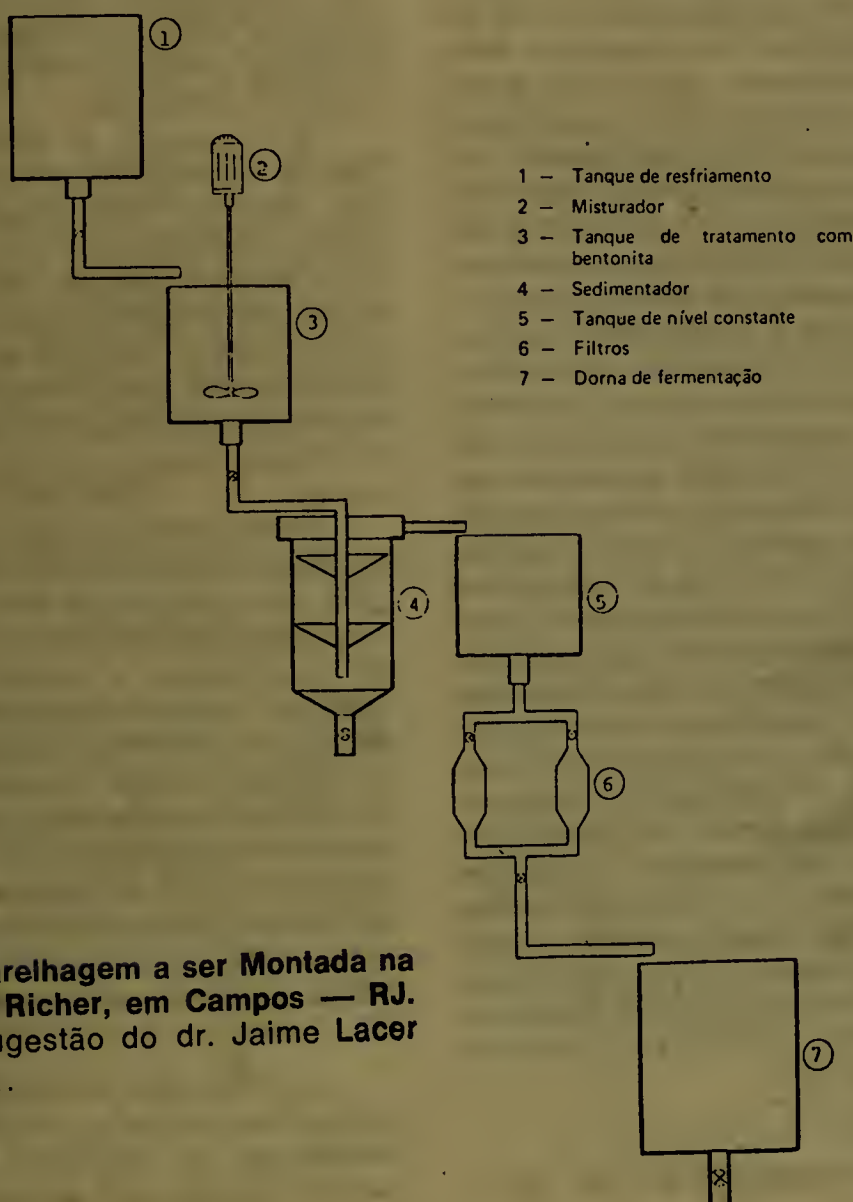 1
2
1 — Tanque de resfriamento
2 — Misturador
3 — Tanque de tratamento com
bentonita
4 — Sedimentador
5 — Tanque de nível constante
6 — Filtros
7 — Dorna de fermentação
3
4
5
6
relhagem a ser Montada na
Richer, em Campos — RJ.
gestão do dr. Jaime Lacer
7